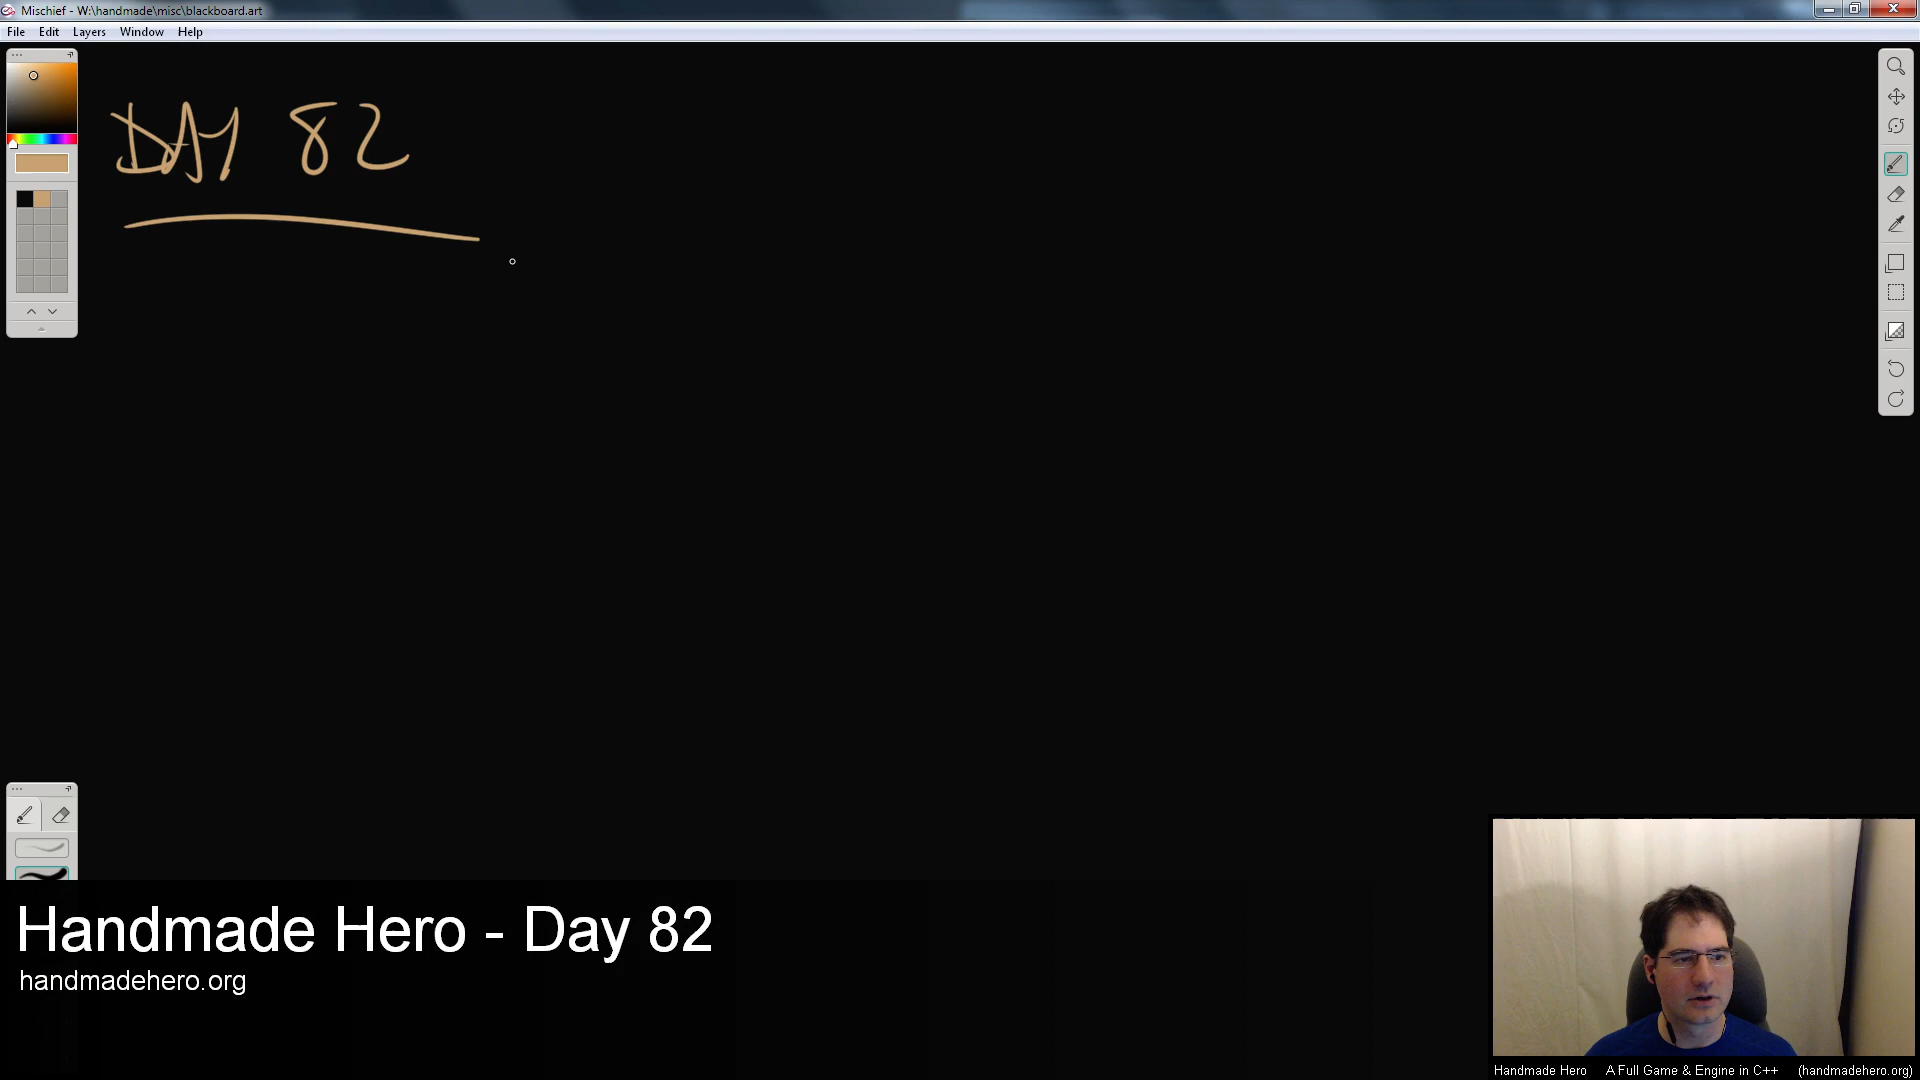 Mischief - W:\handmade\misc\blackboard.art
File Edit Layers Window Help
DAY 82
Handmade Hero - Day 82
handmadehero.org
Handmade Hero A Full Game & Engine in C++ (handmadehero.org)